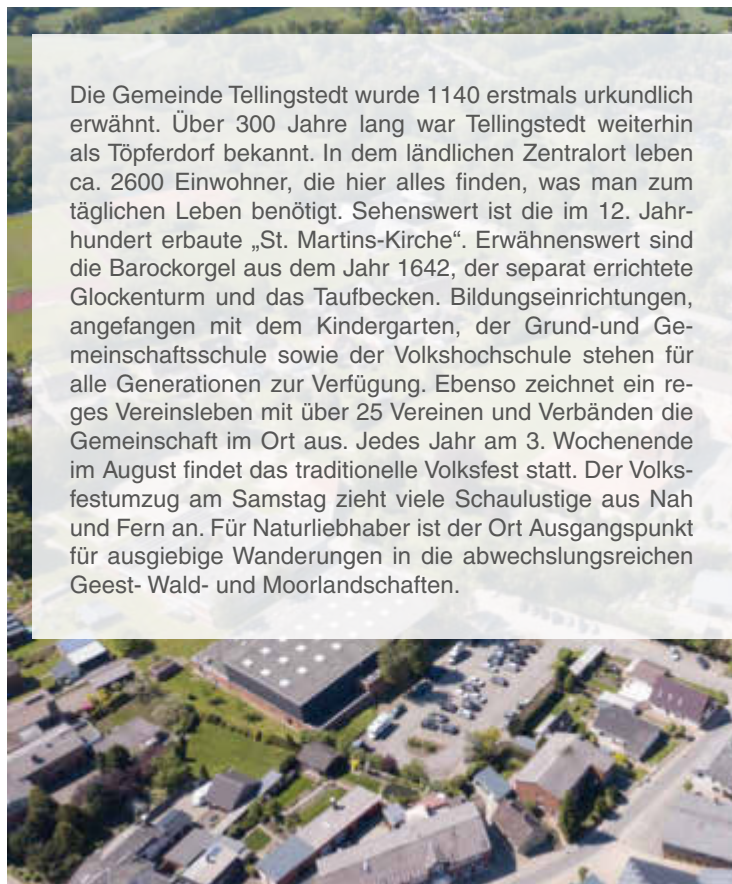 Die Gemeinde Tellingstedt wurde 1140 erstmals urkundlich
erwähnt. Über 300 Jahre lang war Tellingstedt weiterhin
als Töpferdorf bekannt. In dem ländlichen Zentralort leben
ca. 2600 Einwohner, die hier alles finden, was man zum
täglichen Leben benötigt. Sehenswert ist die im 12. Jahr-
hundert erbaute „St. Martins-Kirche“. Erwähnenswert sind
die Barockorgel aus dem Jahr 1642, der separat errichtete
Glockenturm und das Taufbecken. Bildungseinrichtungen,
angefangen mit dem Kindergarten, der Grund-und Ge-
meinschaftsschule sowie der Volkshochschule stehen für
alle Generationen zur Verfügung. Ebenso zeichnet ein re-
ges Vereinsleben mit über 25 Vereinen und Verbänden die
Gemeinschaft im Ort aus. Jedes Jahr am 3. Wochenende
im August findet das traditionelle Volksfest statt. Der Volks-
festumzug am Samstag zieht viele Schaulustige aus Nah
und Fern an. Für Naturliebhaber ist der Ort Ausgangspunkt
für ausgiebige Wanderungen in die abwechslungsreichen
Geest- Wald- und Moorlandschaften.